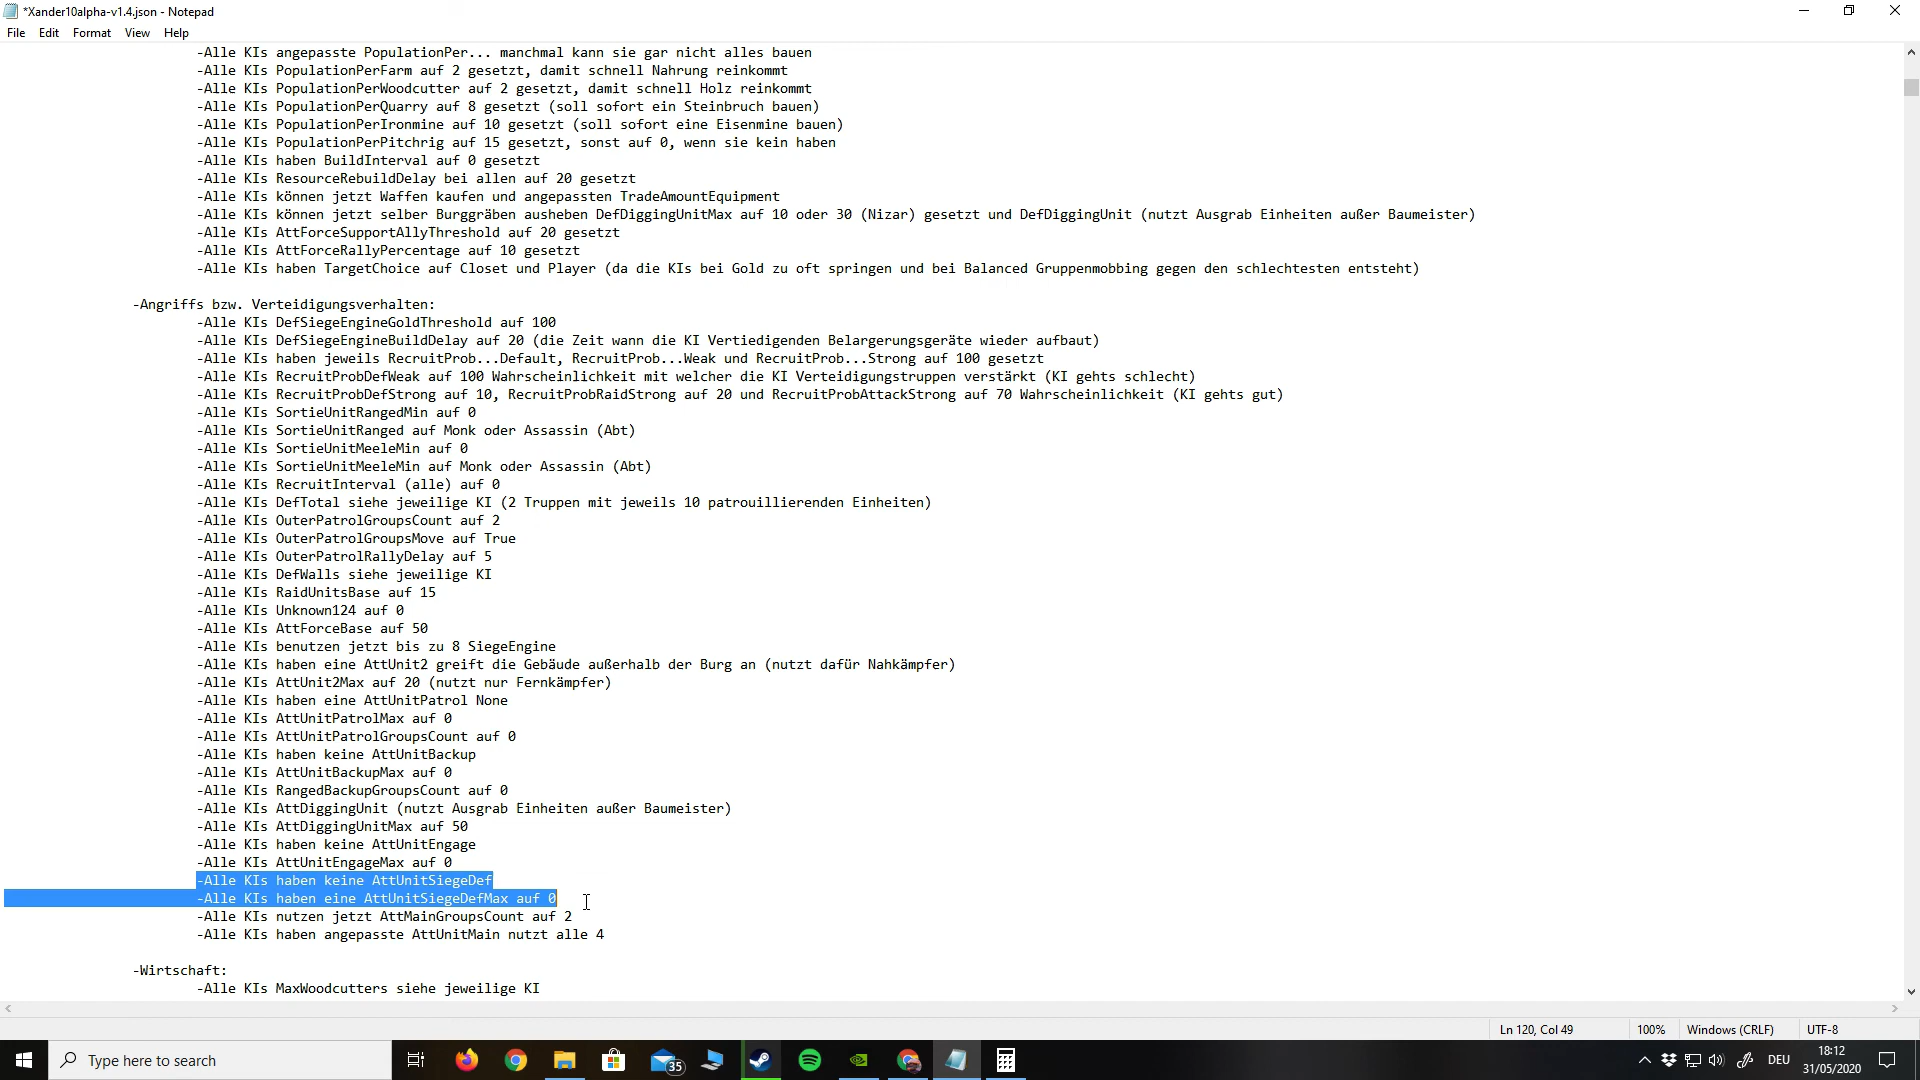 *Xander10alpha-v1.4.json - Notepad
File Edit Format View Help
-Alle KIs angepasste PopulationPer... manchmal kann sie gar nicht alles bauen
-Alle KIs PopulationPerFarm auf 2 gesetzt, damit schnell Nahrung reinkommt
-Alle KIs PopulationPerWoodcutter auf 2 gesetzt, damit schnell Holz reinkommt
-Alle KIs PopulationPerQuarry auf 8 gesetzt (soll sofort ein Steinbruch bauen)
-Alle KIs PopulationPerIronmine auf 10 gesetzt (soll sofort eine Eisenmine bauen)
-Alle KIs PopulationPerPitchrig auf 15 gesetzt, sonst auf 0, wenn sie kein haben
-Alle KIs haben BuildInterval auf 0 gesetzt
-Alle KIs ResourceRebuildDelay bei allen auf 20 gesetzt
-Alle KIs können jetzt Waffen kaufen und angepassten TradeAmountEquipment
-Alle KIs können jetzt selber Burggräben ausheben DefDiggingUnitMax auf 10 oder 30 (Nizar) gesetzt und DefDiggingUnit (nutzt Ausgrab Einheiten außer Baumeister)
-Alle KIs AttForceSupportAllyThreshold auf 20 gesetzt
-Alle KIs AttForceRallyPercentage auf 10 gesetzt
-Alle KIs haben TargetChoice auf Closet und Player (da die KIs bei Gold zu oft springen und bei Balanced Gruppenmobbing gegen den schlechtesten entsteht)
-Angriffs bzw. Verteidigungsverhalten:
-Alle KIs DefSiegeEngineGoldThreshold auf 100
-Alle KIs DefSiegeEngineBuildDelay auf 20 (die Zeit wann die KI Vertiedigenden Belargerungsgeräte wieder aufbaut)
-Alle KIs haben jeweils RecruitProb...Default, RecruitProb...Weak und RecruitProb...Strong auf 100 gesetzt
-Alle KIs RecruitProbDefWeak auf 100 Wahrscheinlichkeit mit welcher die KI Verteidigungstruppen verstärkt (KI gehts schlecht)
-Alle KIs RecruitProbDefStrong auf 10, RecruitProbRaidStrong auf 20 und RecruitProbAttackStrong auf 70 Wahrscheinlichkeit (KI gehts gut)
-Alle KIs SortieUnitRangedMin auf 0
-Alle KIs SortieUnitRanged auf Monk oder Assassin (Abt)
-Alle KIs SortieUnitMeeleMin auf 0
-Alle KIs SortieUnitMeeleMin auf Monk oder Assassin (Abt)
-Alle KIs RecruitInterval (alle) auf 0
-Alle KIs DefTotal siehe jeweilige KI (2 Truppen mit jeweils 10 patrouillierenden Einheiten)
-Alle KIs OuterPatrolGroupsCount auf 2
-Alle KIs OuterPatrolGroupsMove auf True
-Alle KIs OuterPatrolRallyDelay auf 5
-Alle KIs DefWalls siehe jeweilige KI
-Alle KIs RaidUnitsBase auf 15
-Alle KIs Unknown124 auf 0
-Alle KIs AttForceBase auf 50
-Alle KIs benutzen jetzt bis zu 8 SiegeEngine
-Alle KIs haben eine AttUnit2 greift die Gebäude außerhalb der Burg an (nutzt dafür Nahkämpfer)
-Alle KIs AttUnit2Max auf 20 (nutzt nur Fernkämpfer)
-Alle KIs haben eine AttUnitPatrol None
-Alle KIs AttUnitPatrolMax auf 0
-Alle KIs AttUnitPatrolGroupsCount auf 0
-Alle KIs haben keine AttUnitBackup
-Alle KIs AttUnitBackupMax auf 0
-Alle KIs RangedBackupGroupsCount auf 0
-Alle KIs AttDiggingUnit (nutzt Ausgrab Einheiten außer Baumeister)
-Alle KIs AttDiggingUnitMax auf 50
-Alle KIs haben keine AttUnitEngage
-Alle KIs AttUnitEngageMax auf 0
-Alle KIs haben keine AttUnitSiegeDef
-Alle KIs haben eine AttUnitSiegeDefMax auf 0
-Alle KIs nutzen jetzt AttMainGroupsCount auf 2
-Alle KIs haben angepasste AttUnitMain nutzt alle 4
-Wirtschaft:
-Alle KIs MaxWoodcutters siehe jeweilige KI
Ln 120, Col 49 100% Windows (CRLF) UTF-8
Type here to search 35 DEU 18:12
31/05/2020